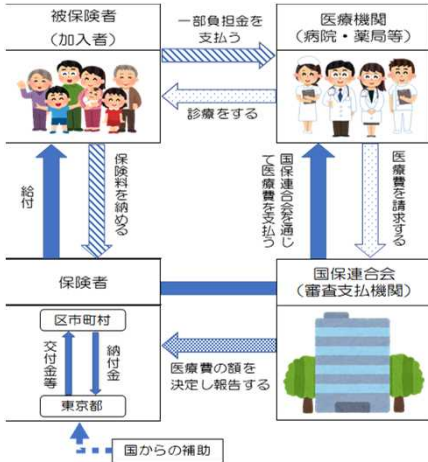 被保険者
(加入者)
一部負担金を
支払う
医療機関
(病院・薬局等)
診療をする
給付
保険料を納める
国保連合会を通じ
て医療費を支払う
医療費を請求する
保険者
国保連合会
(審査支払機関)
区市町村
交付金等
納付金
東京都
医療費の額を
決定し報告する
国からの補助